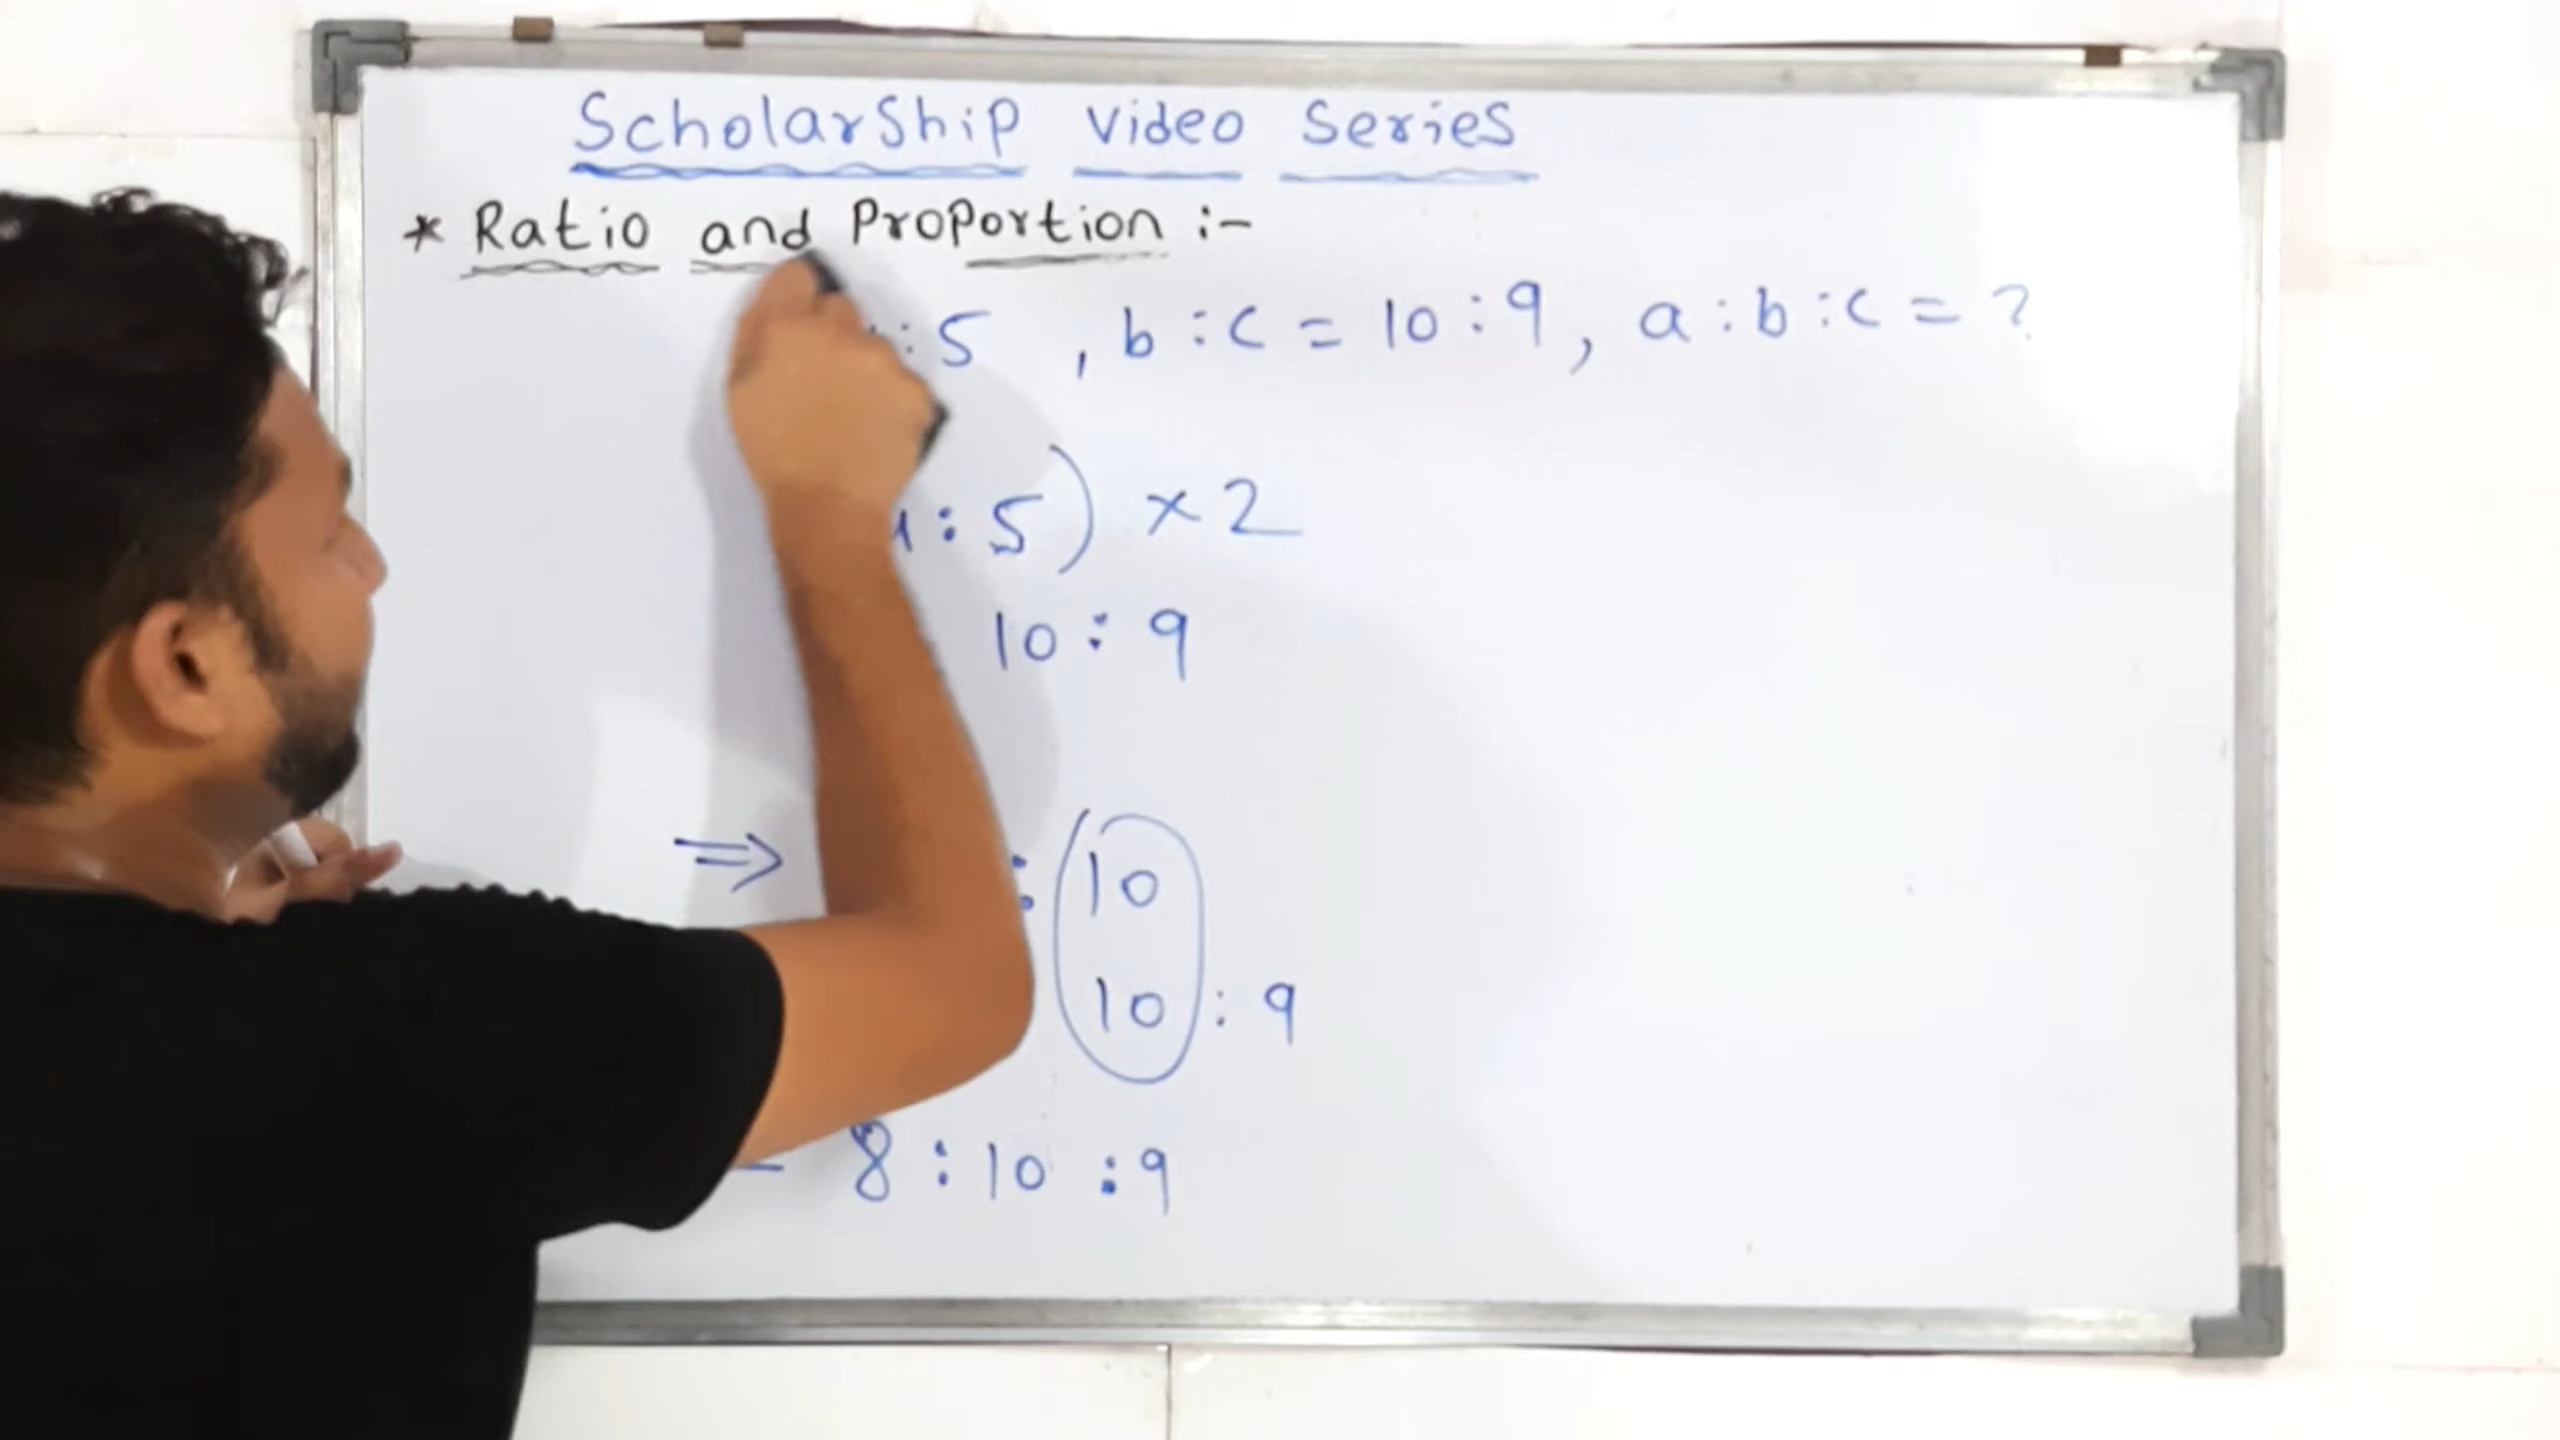 Scholarship Video Series
* Ratio and Proportion :-
: 5 , b : c = 10 : 9 , a : b : c = ?
: 5 ) × 2
10 : 9
⇒ : 10
10 : 9
8 : 10 : 9